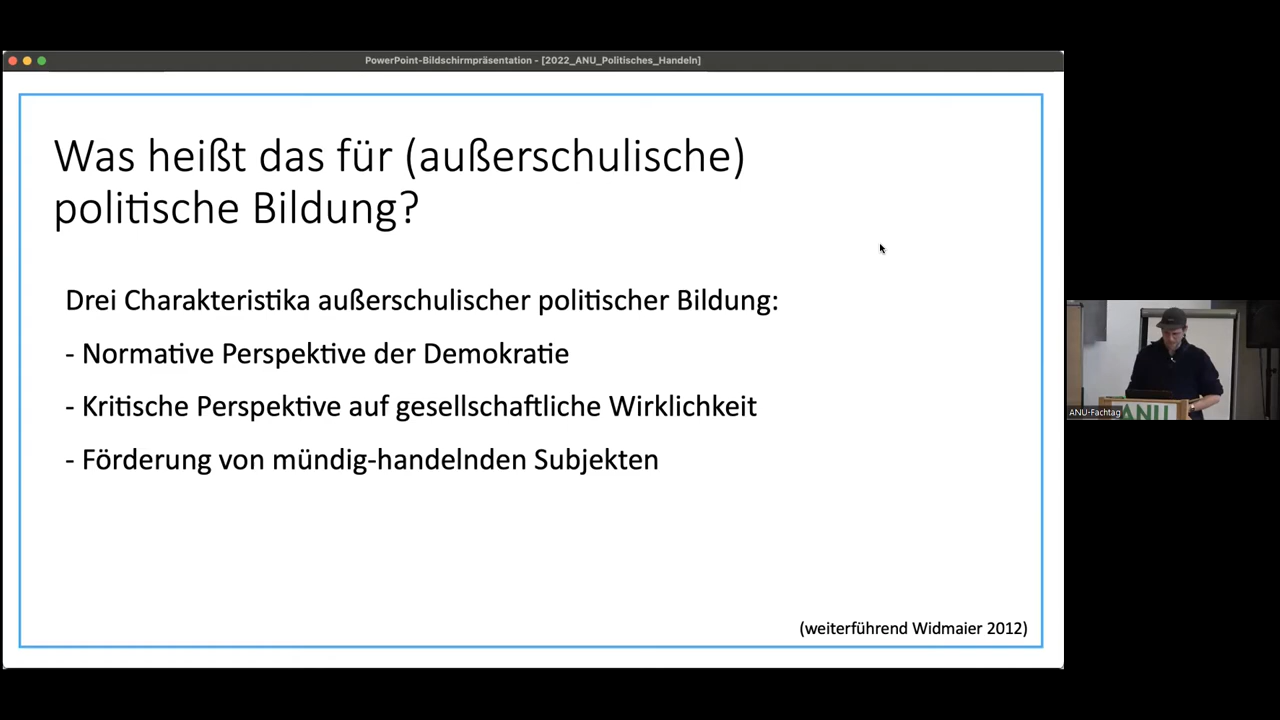 PowerPoint-Bildschirmpräsentation - [2022_ANU_Politisches_Handeln]
Was heißt das für (außerschulische)
politische Bildung?
Drei Charakteristika außerschulischer politischer Bildung:
- Normative Perspektive der Demokratie
- Kritische Perspektive auf gesellschaftliche Wirklichkeit
- Förderung von mündig-handelnden Subjekten
(weiterführend Widmaier 2012)
ANU-Fachtag
ANU